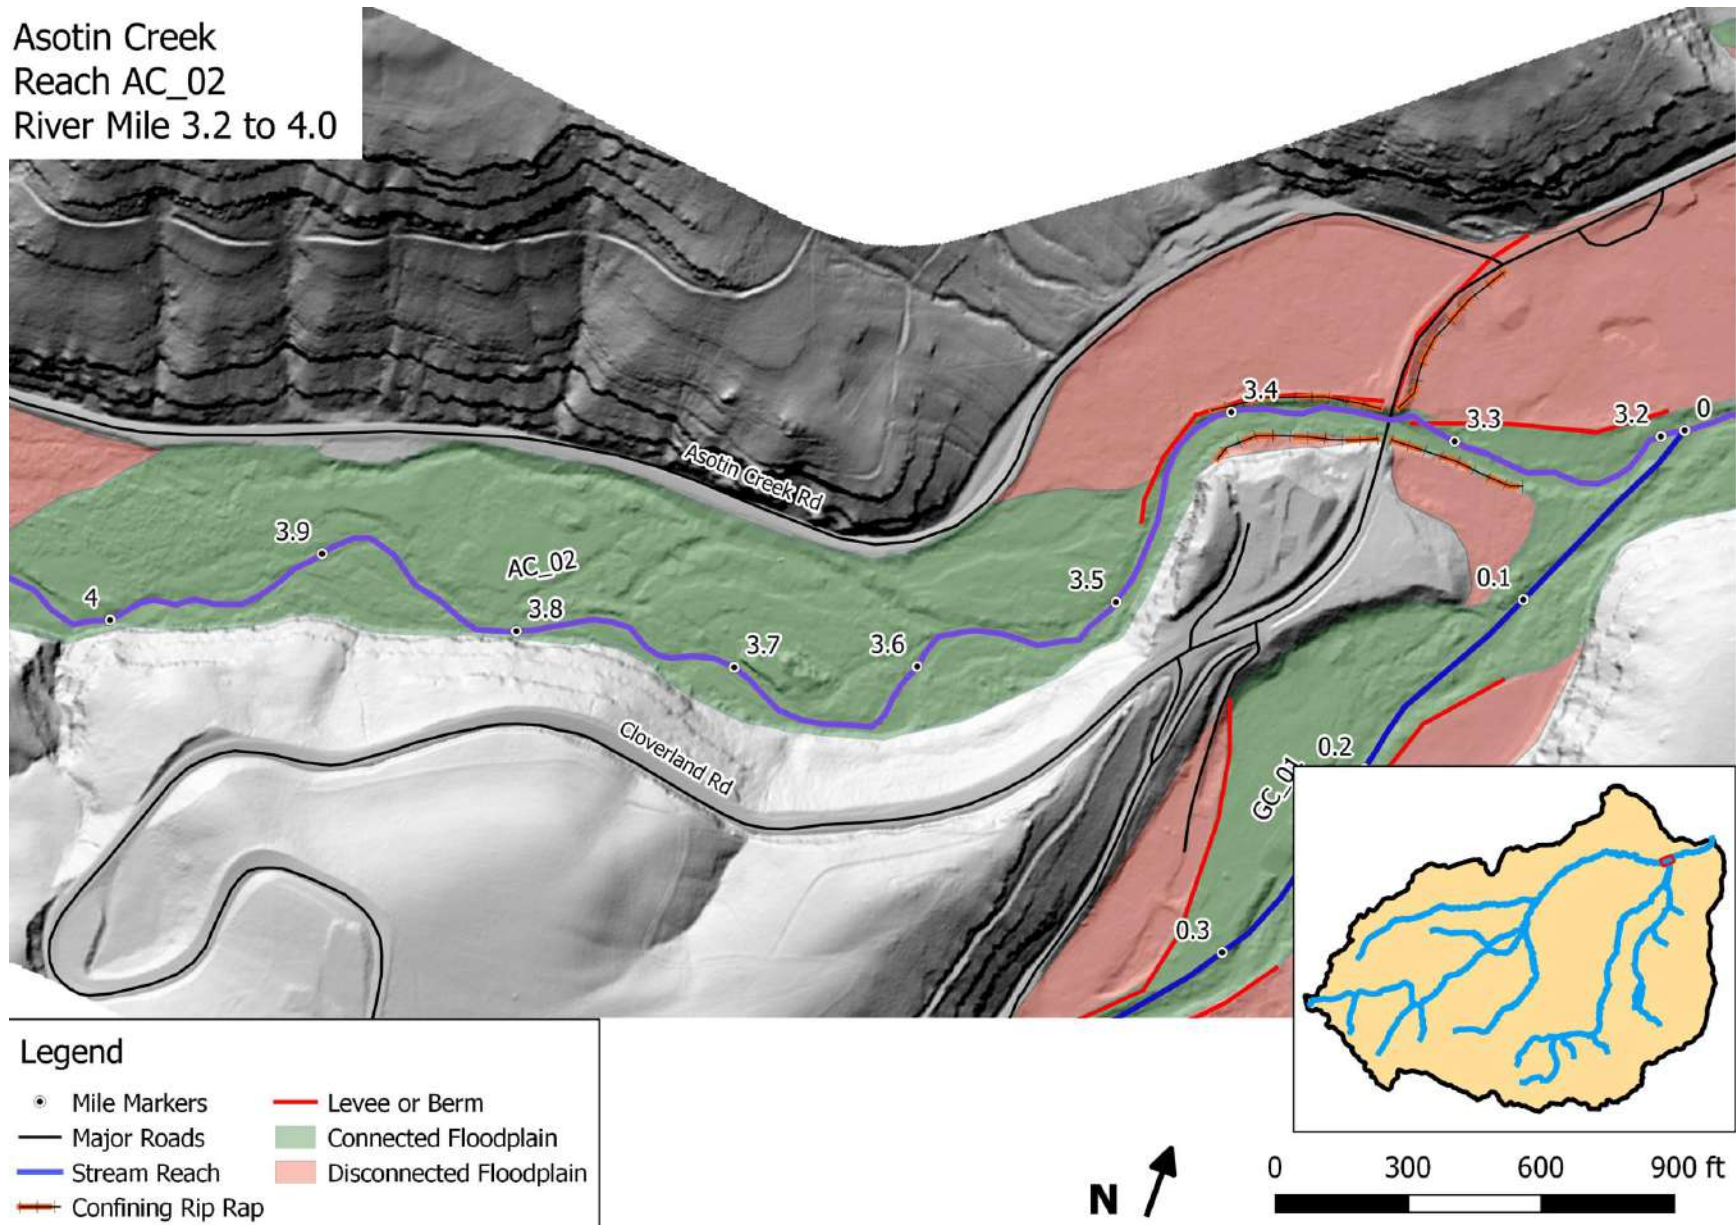 Asotin Creek
Reach AC_02
River Mile 3.2 to 4.0
3.4
3.3
3.2
0
Asotin Creek Rd
3.9
AC_02
4
3.8
3.7
3.6
3.5
0.1
Cloverland Rd
0.2
GC_01
0.3
Legend
Mile Markers
Major Roads
Stream Reach
Confining Rip Rap
Levee or Berm
Connected Floodplain
Disconnected Floodplain
N
0 300 600 900 ft